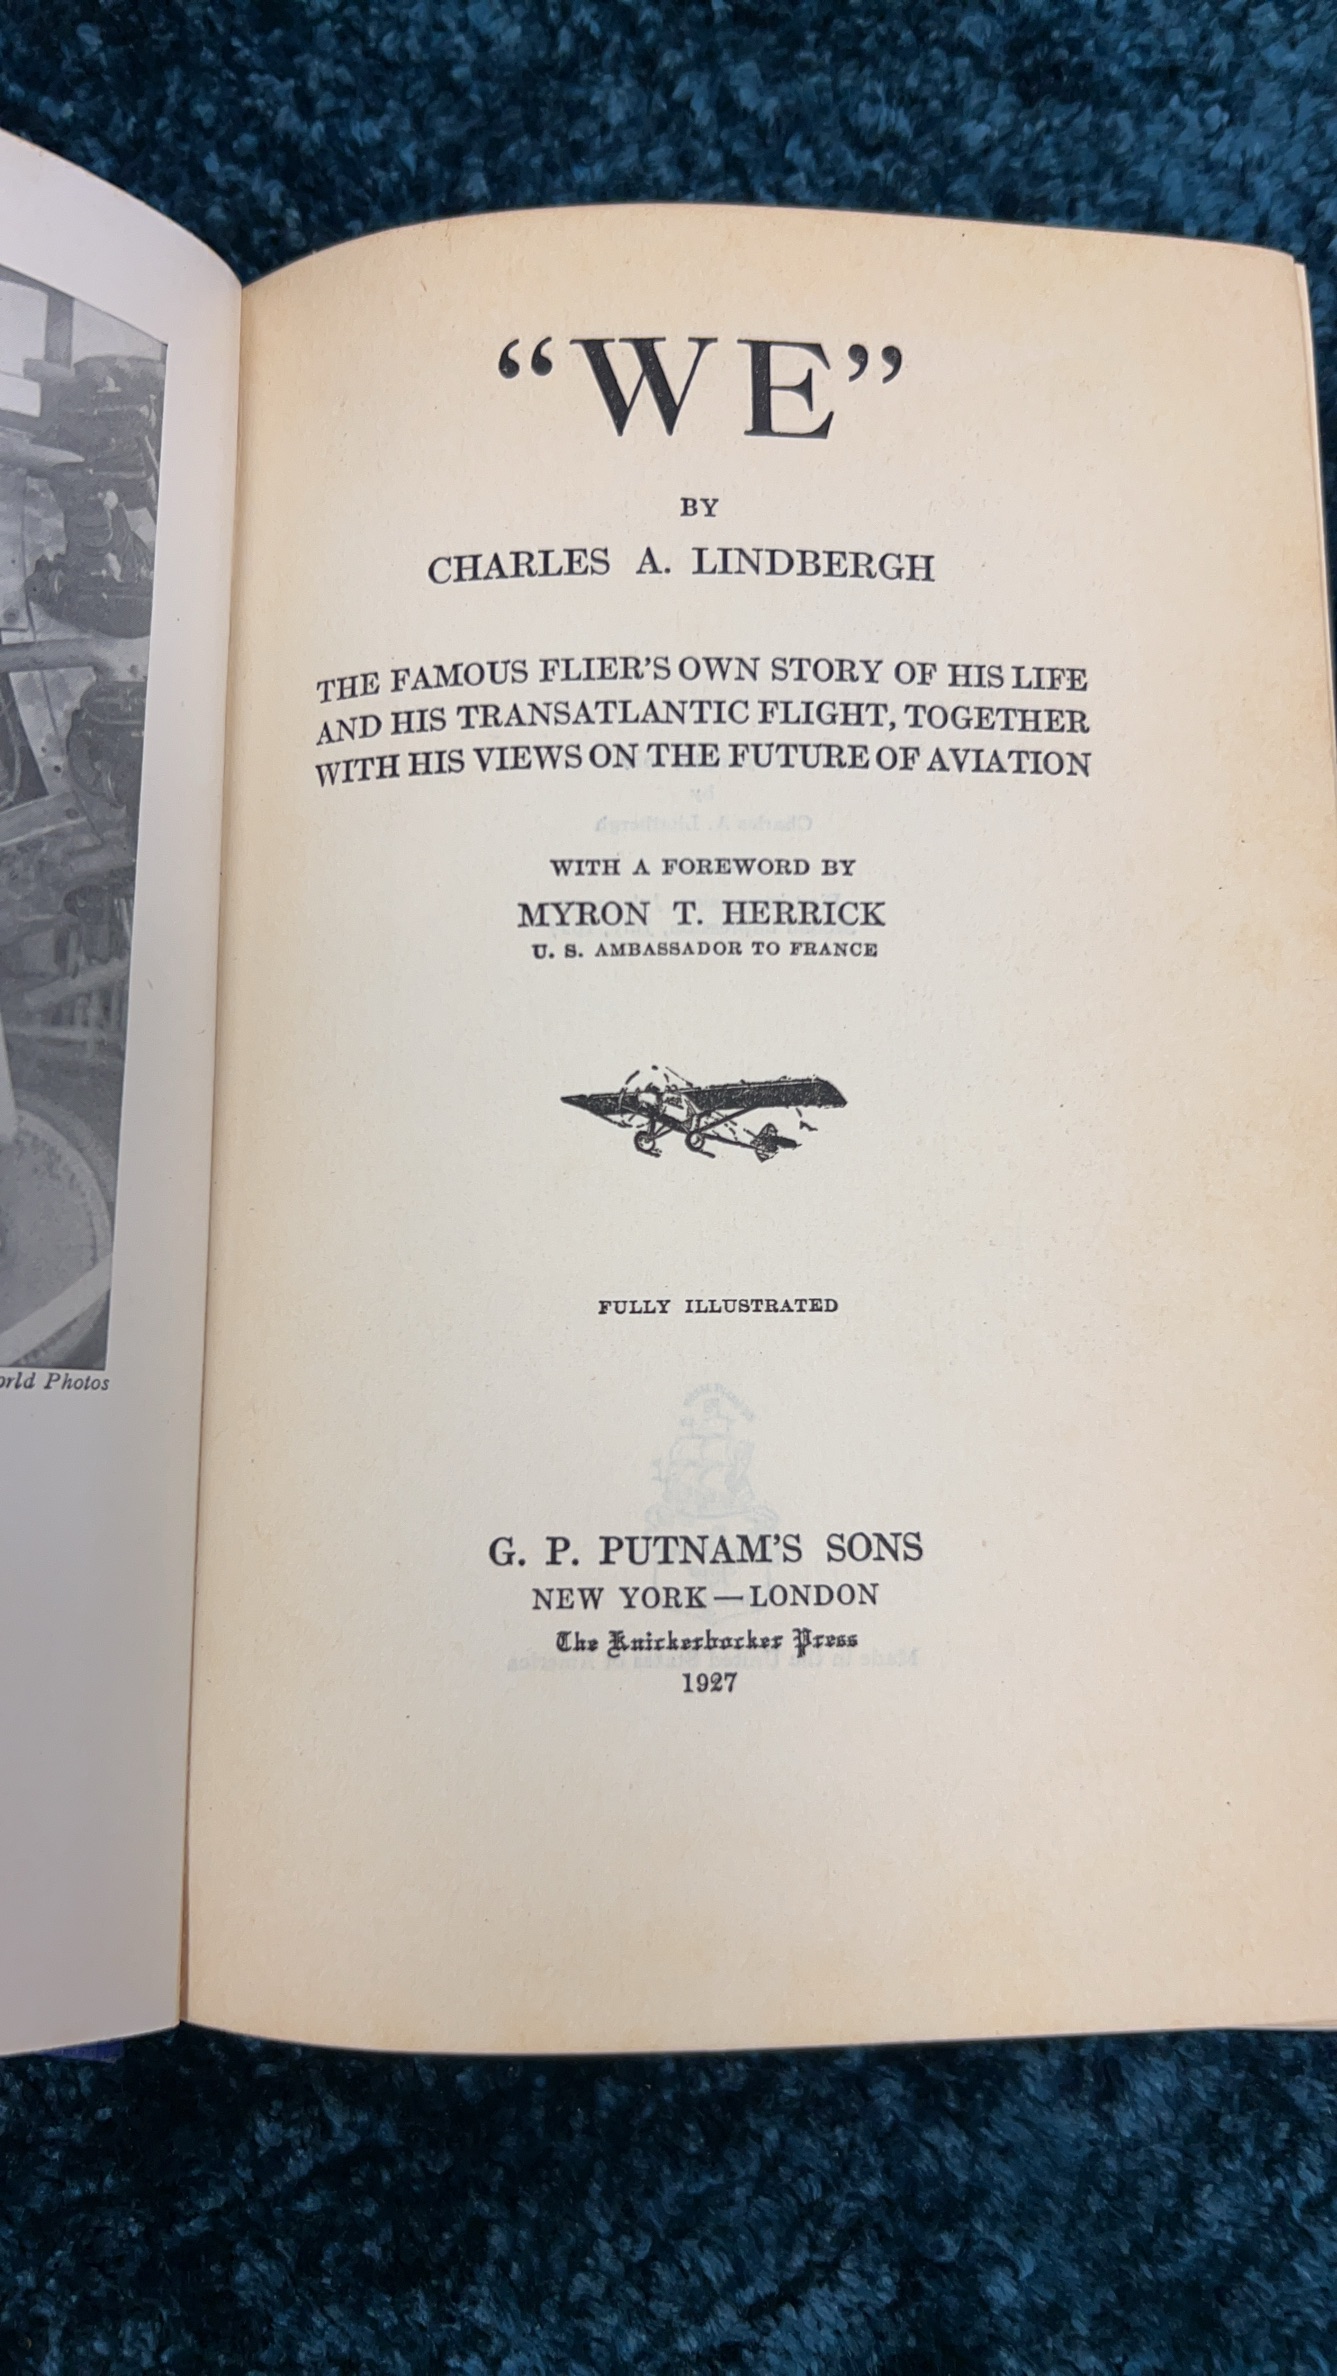 “WE”
BY
CHARLES A. LINDBERGH
THE FAMOUS FLIER’S OWN STORY OF HIS LIFE
AND HIS TRANSATLANTIC FLIGHT, TOGETHER
WITH HIS VIEWS ON THE FUTURE OF AVIATION
WITH A FOREWORD BY
MYRON T. HERRICK
U. S. AMBASSADOR TO FRANCE
FULLY ILLUSTRATED
Photos
G. P. PUTNAM’S SONS
NEW YORK — LONDON
The Knickerbocker Press
1927